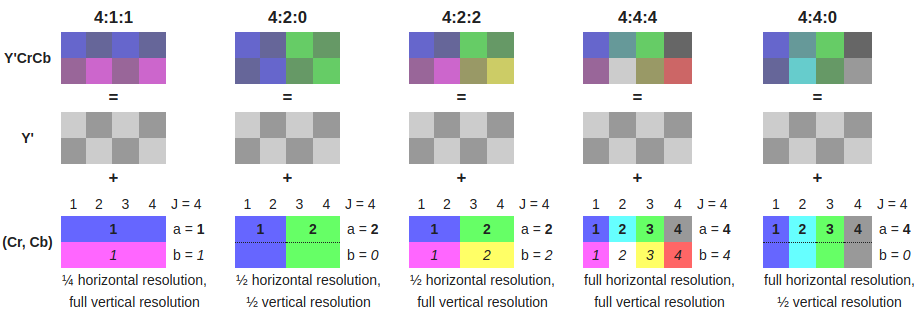 4:1:1 4:2:0 4:2:2 4:4:4 4:4:0
Y'CrCb
= = = = =
Y'
+ + + + +
1 2 3 4 J = 4 1 2 3 4 J = 4 1 2 3 4 J = 4 1 2 3 4 J = 4 1 2 3 4 J = 4
(Cr, Cb)
1 a = 1 1 2 a = 2 1 2 a = 2 1 2 3 4 a = 4 1 2 3 4 a = 4
1 b = 1 b = 0 1 2 b = 2 1 2 3 4 b = 4 b = 0
¼ horizontal resolution, ½ horizontal resolution, ½ horizontal resolution, full horizontal resolution, full horizontal resolution,
full vertical resolution ½ vertical resolution full vertical resolution full vertical resolution ½ vertical resolution